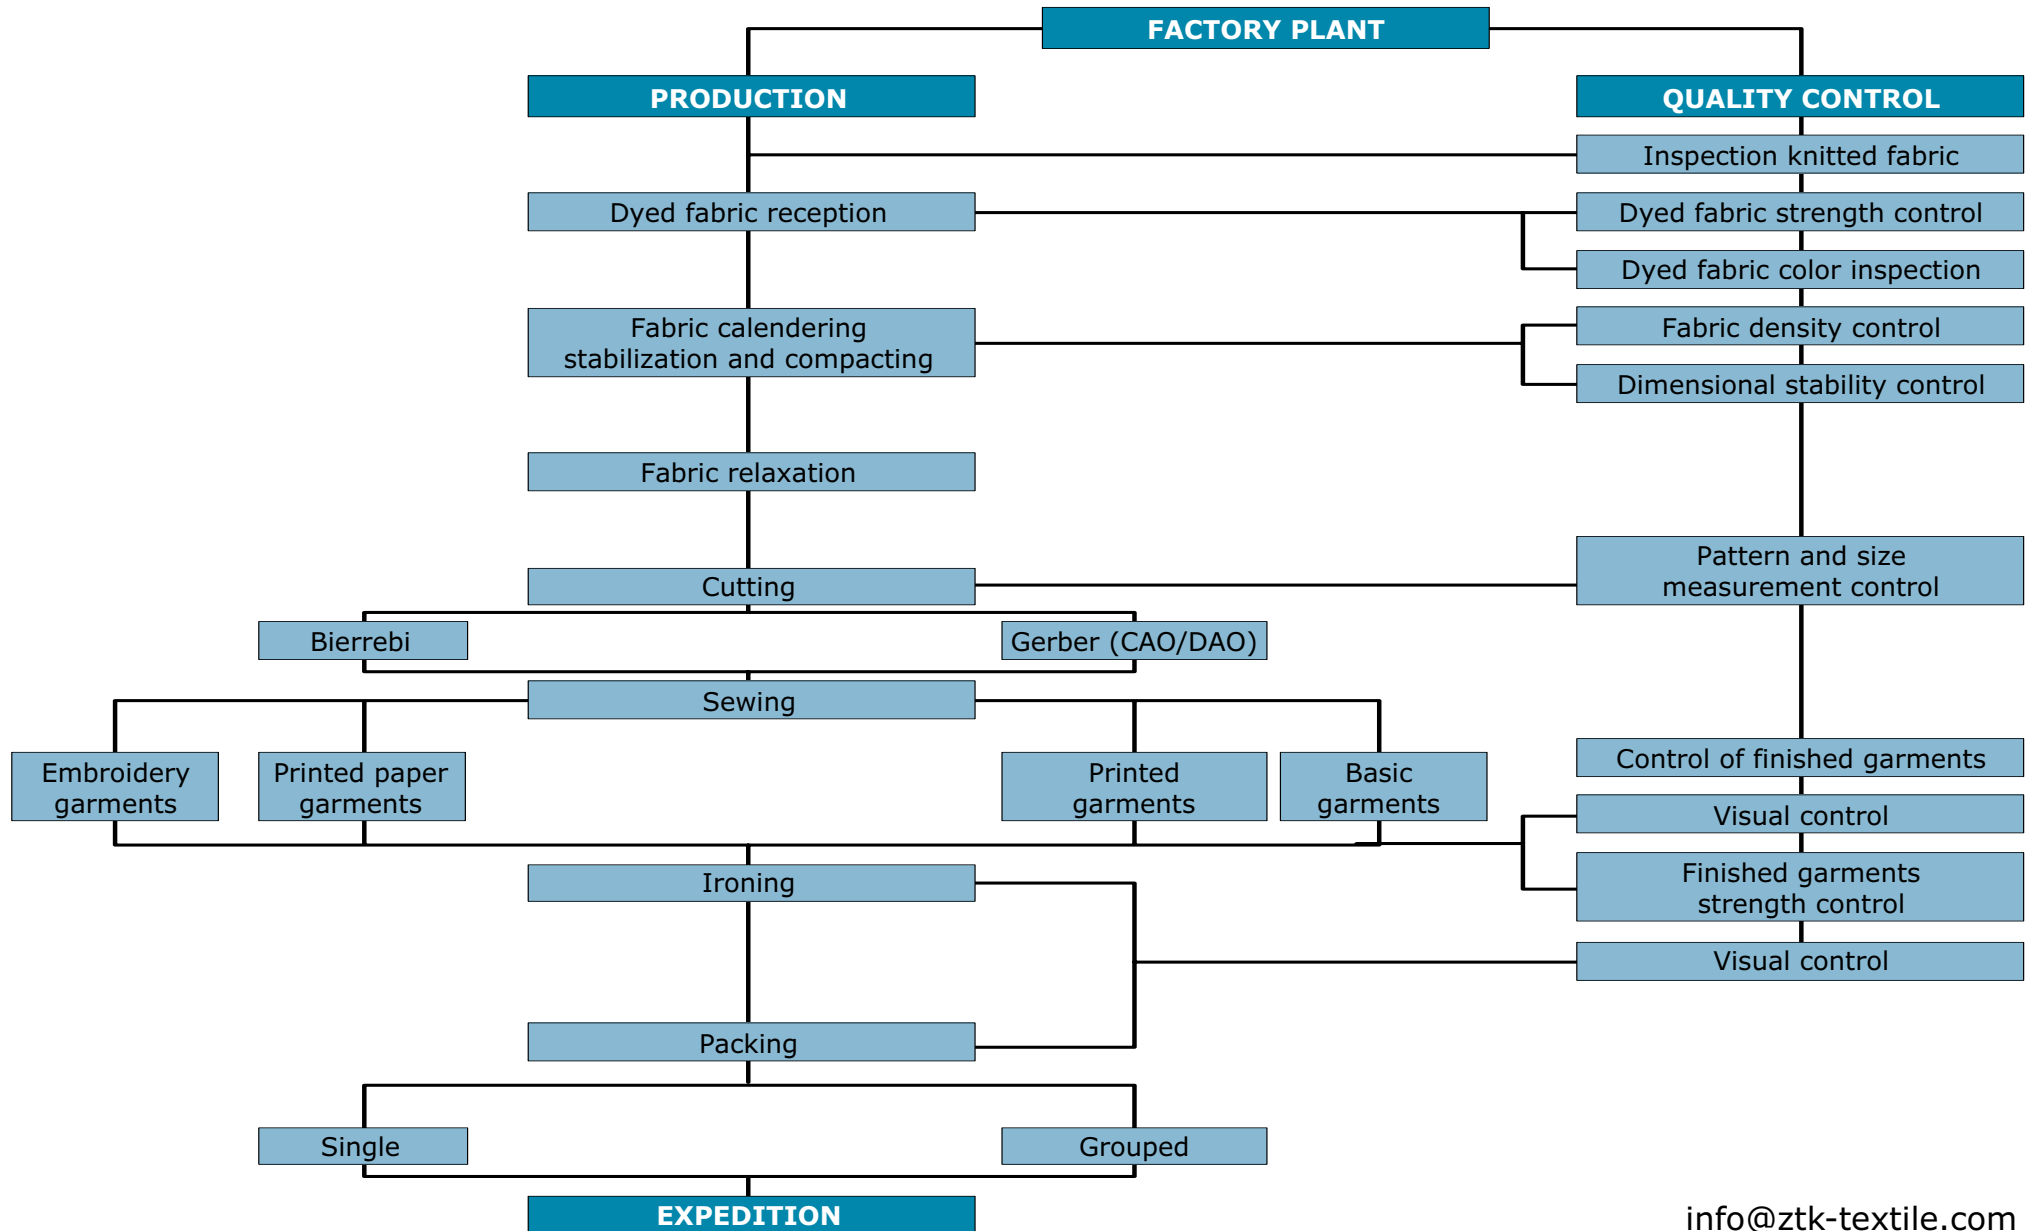 FACTORY PLANT
PRODUCTION
QUALITY CONTROL
Inspection knitted fabric
Dyed fabric reception
Dyed fabric strength control
Dyed fabric color inspection
Fabric calendering
stabilization and compacting
Fabric density control
Dimensional stability control
Fabric relaxation
Pattern and size
measurement control
Cutting
Bierrebi
Gerber (CAO/DAO)
Sewing
Embroidery
garments
Printed paper
garments
Printed
garments
Basic
garments
Control of finished garments
Visual control
Finished garments
strength control
Ironing
Visual control
Packing
Single
Grouped
EXPEDITION
info@ztk-textile.com